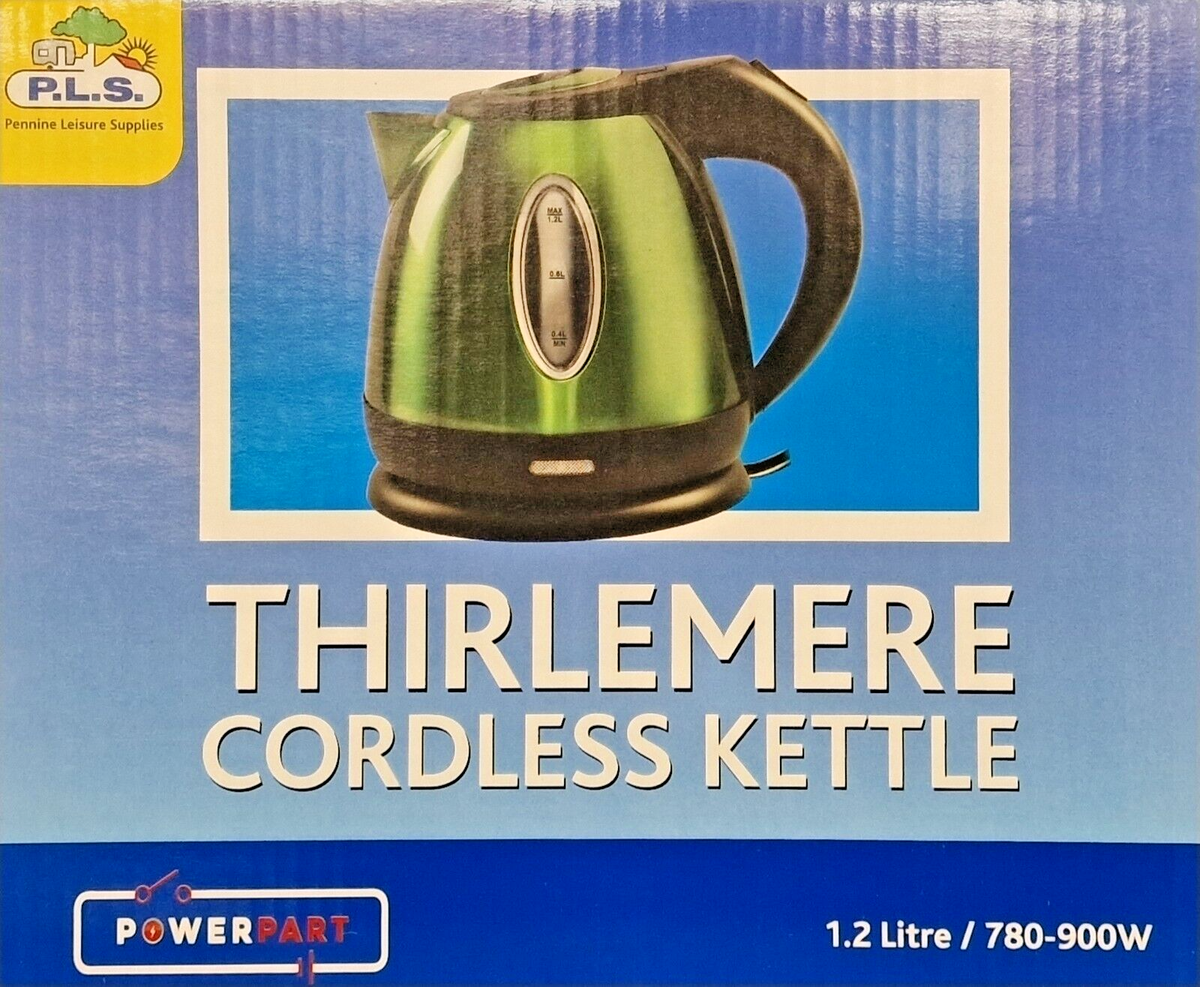 P.L.S.
Pennine Leisure Supplies
MAX
1.2L
0.8L
0.4L
MIN
THIRLEMERE
CORDLESS KETTLE
POWERPART
1.2 Litre / 780-900W